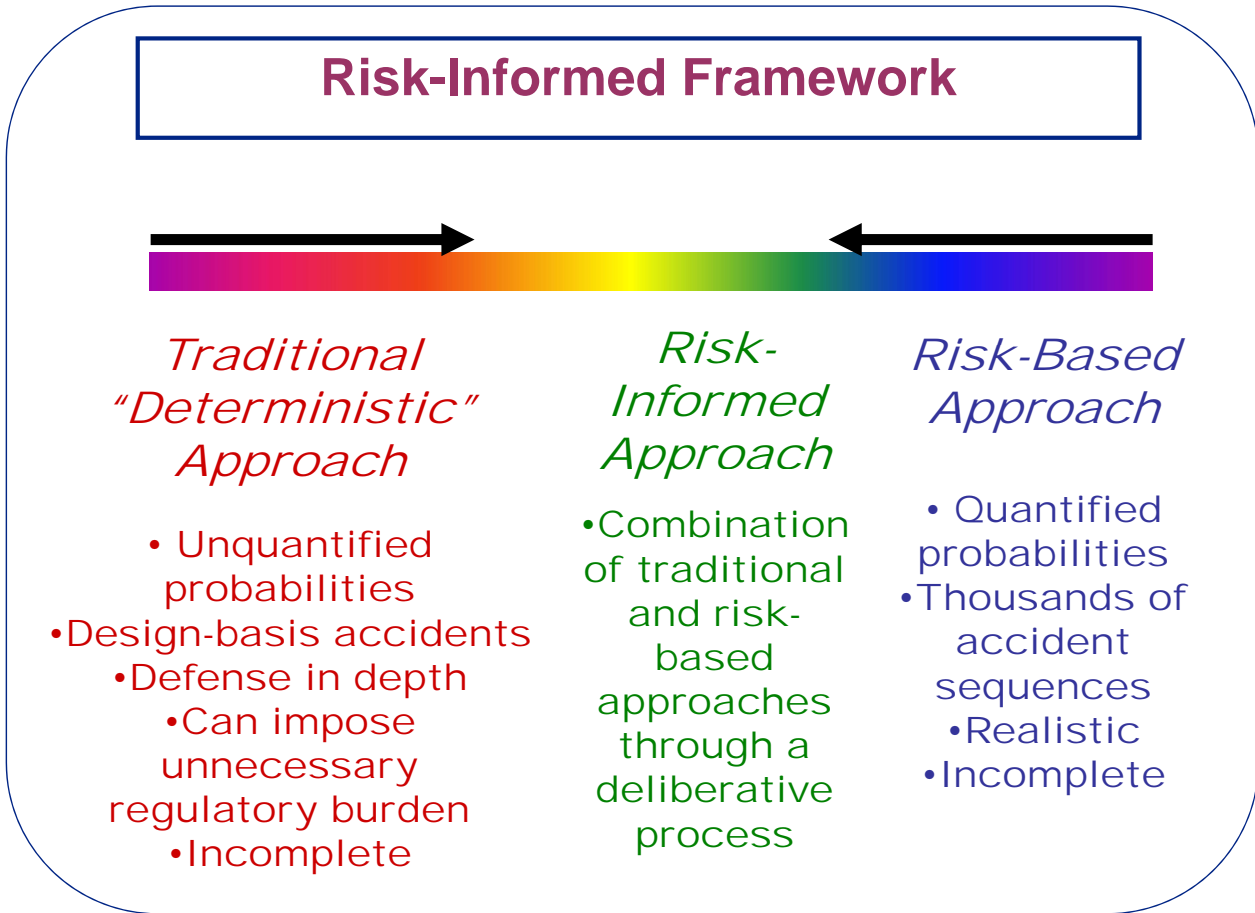 Risk-Informed Framework
Traditional
“Deterministic”
Approach
• Unquantified
probabilities
•Design-basis accidents
•Defense in depth
•Can impose
unnecessary
regulatory burden
•Incomplete
Risk-
Informed
Approach
•Combination
of traditional
and risk-
based
approaches
through a
deliberative
process
Risk-Based
Approach
• Quantified
probabilities
•Thousands of
accident
sequences
•Realistic
•Incomplete